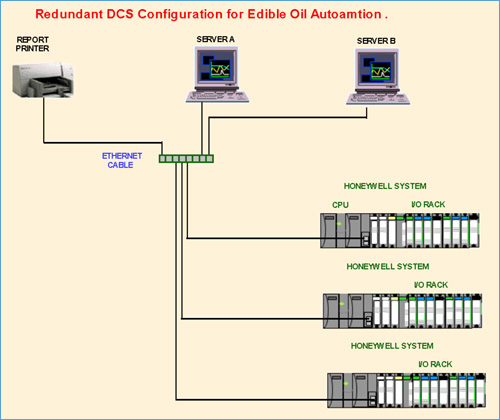 Redundant DCS Configuration for Edible Oil Autoamtion .
REPORT
PRINTER
SERVER A
SERVER B
ETHERNET
CABLE
HONEYWELL SYSTEM
CPU
I/O RACK
HONEYWELL SYSTEM
I/O RACK
HONEYWELL SYSTEM
I/O RACK